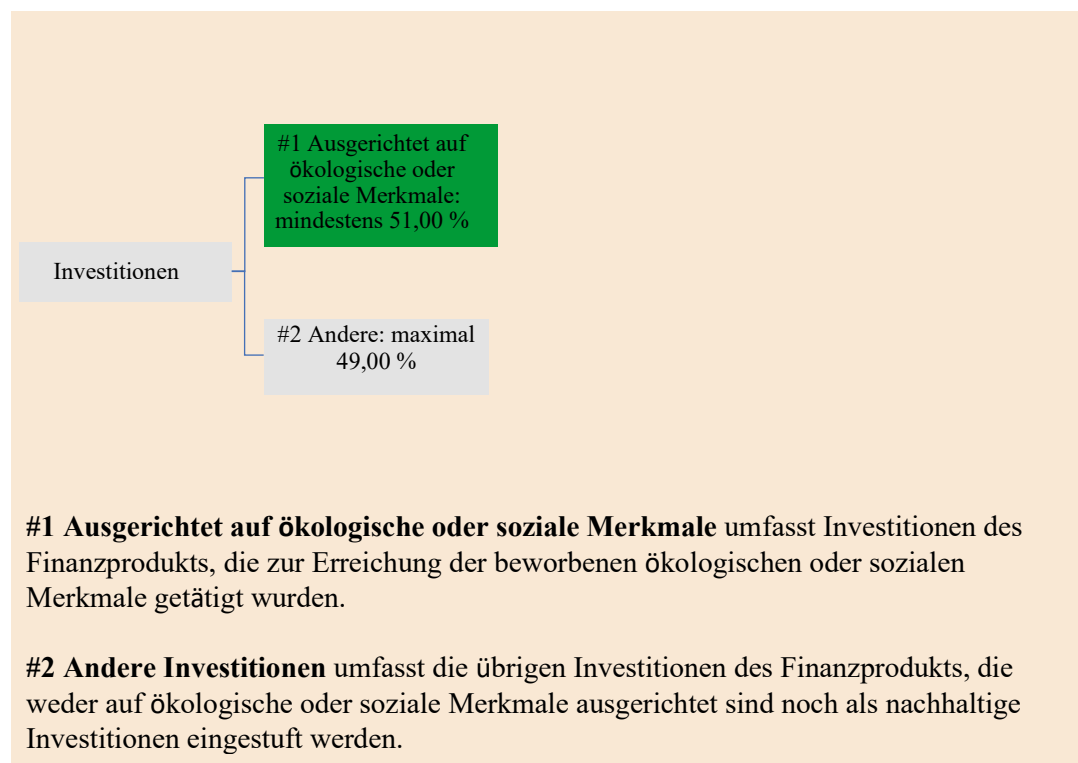 #1 Ausgerichtet auf
ökologische oder
soziale Merkmale:
mindestens 51,00 %
Investitionen
#2 Andere: maximal
49,00 %
#1 Ausgerichtet auf ökologische oder soziale Merkmale umfasst Investitionen des
Finanzprodukts, die zur Erreichung der beworbenen ökologischen oder sozialen
Merkmale getätigt wurden.
#2 Andere Investitionen umfasst die übrigen Investitionen des Finanzprodukts, die
weder auf ökologische oder soziale Merkmale ausgerichtet sind noch als nachhaltige
Investitionen eingestuft werden.